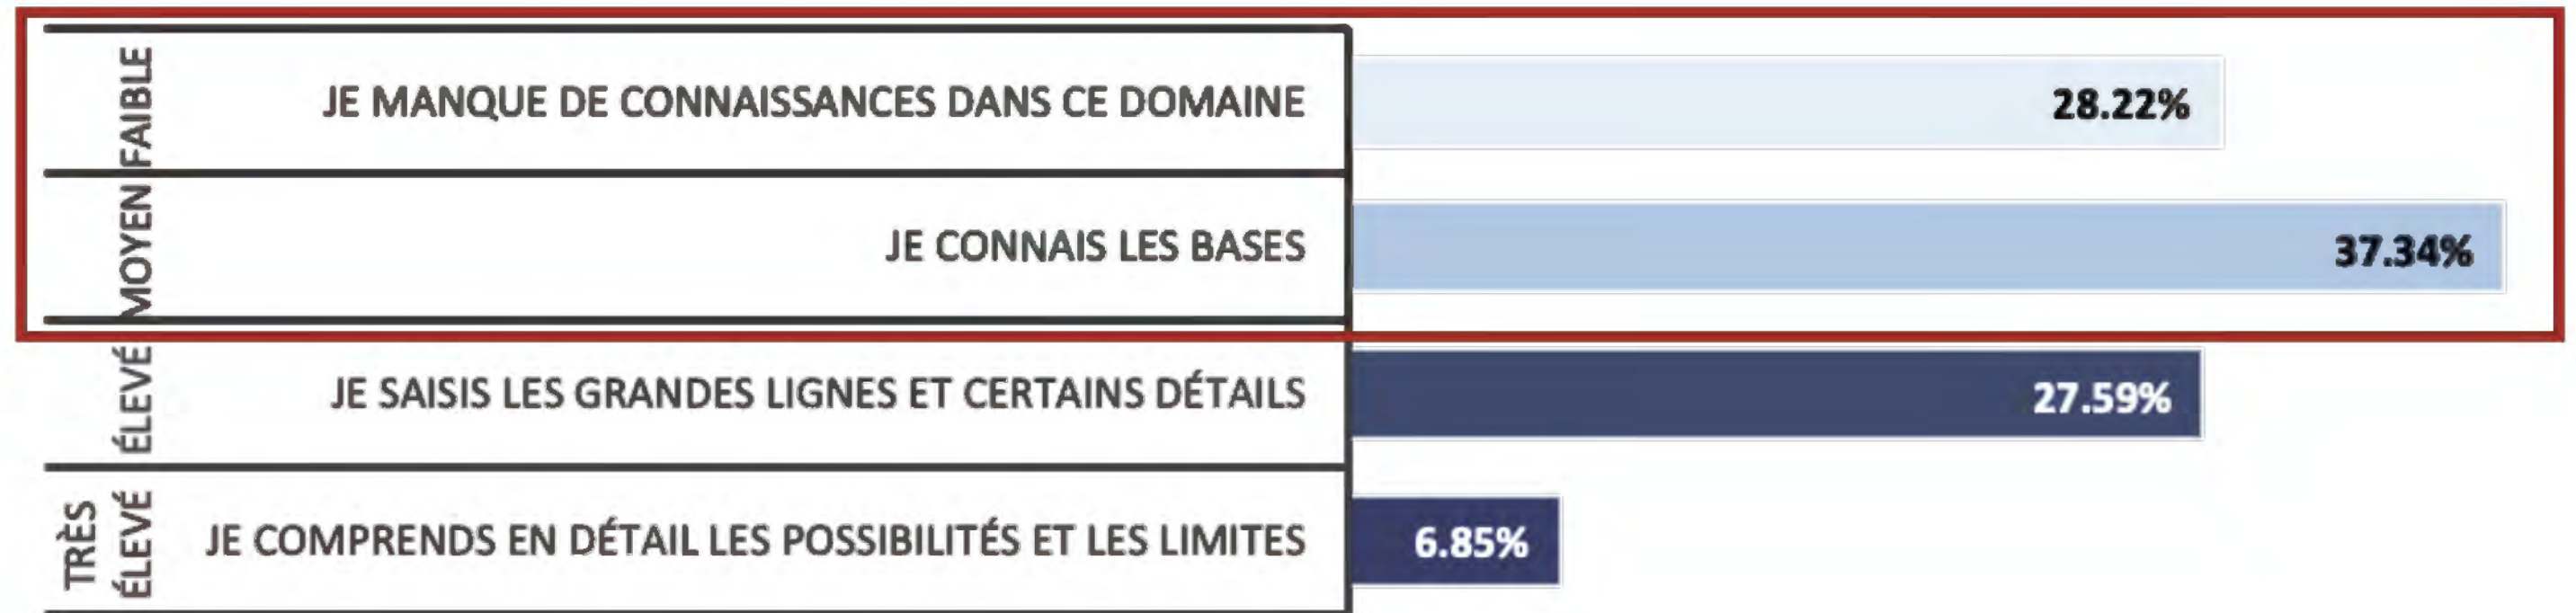 FAIBLE
JE MANQUE DE CONNAISSANCES DANS CE DOMAINE
28.22%
MOYEN
JE CONNAIS LES BASES
37.34%
ÉLEVÉ
JE SAISIS LES GRANDES LIGNES ET CERTAINS DÉTAILS
27.59%
TRÈS
ÉLEVÉ
JE COMPRENDS EN DÉTAIL LES POSSIBILITÉS ET LES LIMITES
6.85%